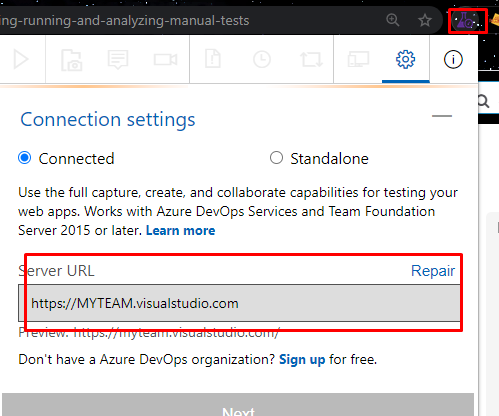 ing-running-and-analyzing-manual-tests
Connection settings
Connected
Standalone
Use the full capture, create, and collaborate capabilities for testing your
web apps. Works with Azure DevOps Services and Team Foundation
Server 2015 or later. Learn more
Server URL
Repair
https://MYTEAM.visualstudio.com
Preview: https://myteam.visualstudio.com/
Don't have a Azure DevOps organization? Sign up for free.
Next